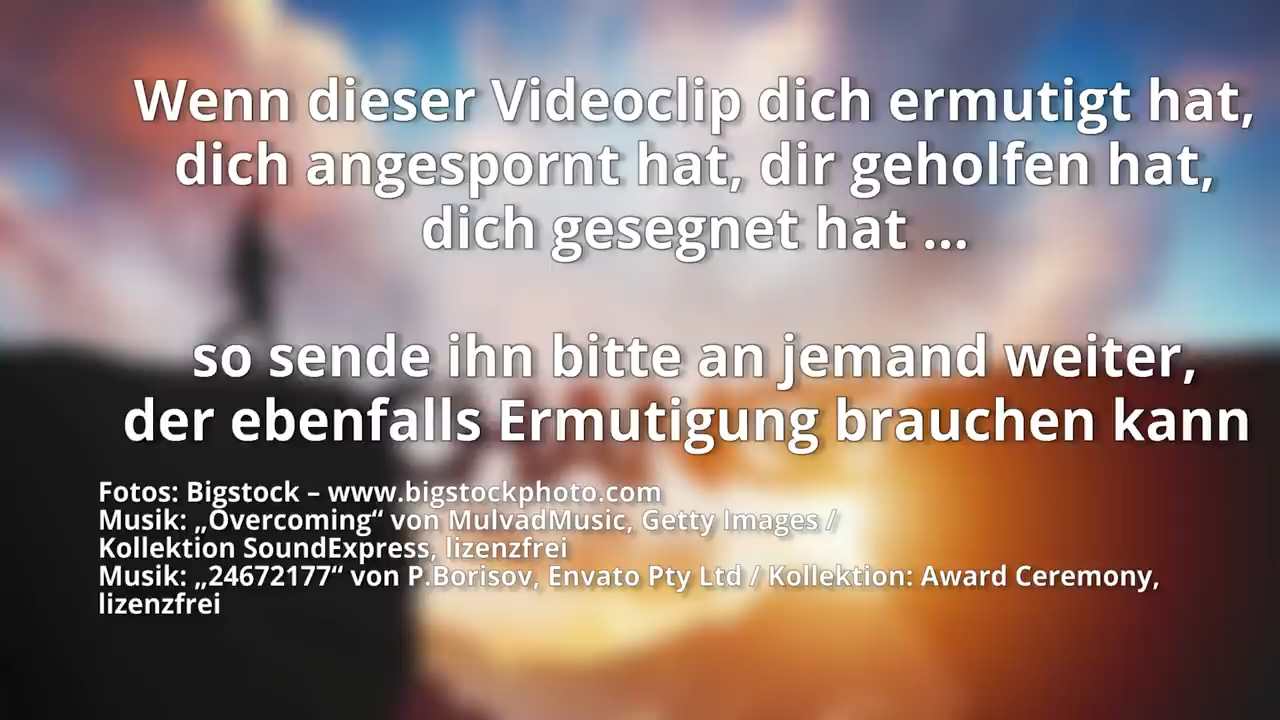 Wenn dieser Videoclip dich ermutigt hat,
dich angespornt hat, dir geholfen hat,
dich gesegnet hat ...
so sende ihn bitte an jemand weiter,
der ebenfalls Ermutigung brauchen kann
Fotos: Bigstock – www.bigstockphoto.com
Musik: „Overcoming“ von MulvadMusic, Getty Images /
Kollektion SoundExpress, lizenzfrei
Musik: „24672177“ von P.Borisov, Envato Pty Ltd / Kollektion: Award Ceremony,
lizenzfrei